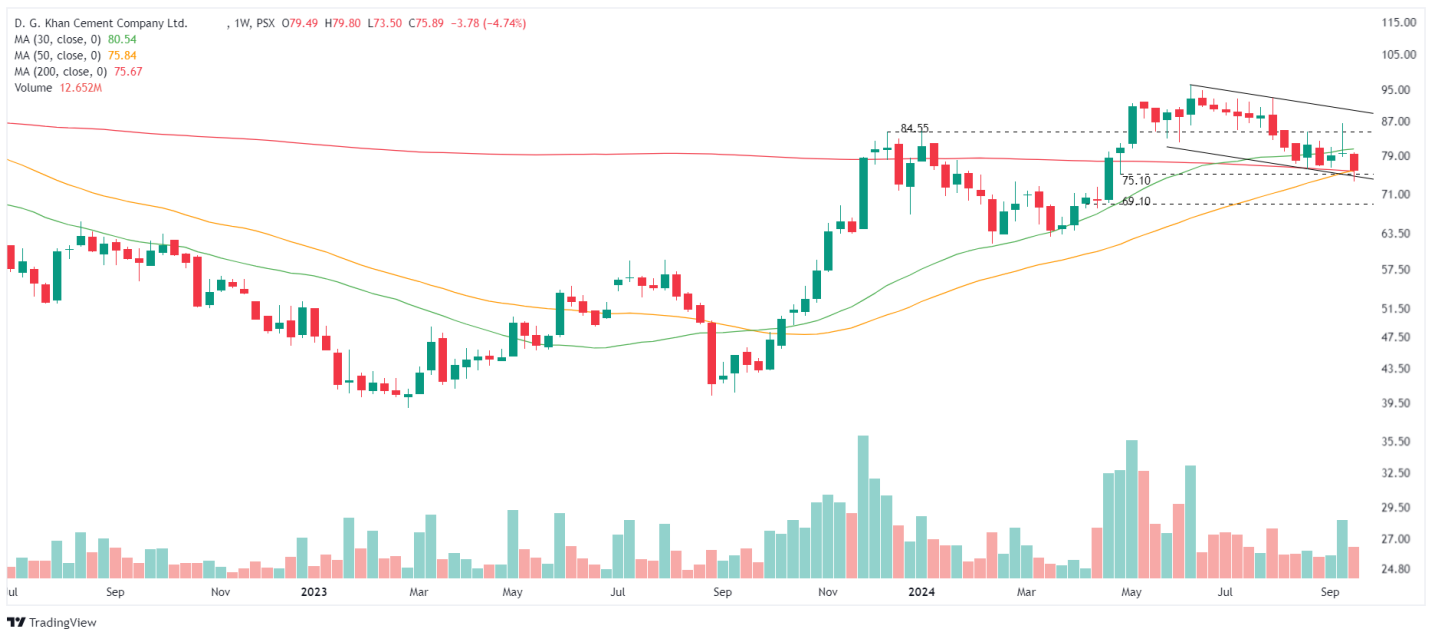 D. G. Khan Cement Company Ltd. , 1W, PSX O79.49 H79.80 L73.50 C75.89 −3.78 (−4.74%)
MA (30, close, 0) 80.54
MA (50, close, 0) 75.84
MA (200, close, 0) 75.67
Volume 12.652M
115.00
105.00
95.00
87.00
79.00
71.00
63.50
57.50
51.50
47.50
43.50
39.50
35.50
32.50
29.50
27.00
24.80
84.55
75.10
69.10
ul Sep Nov 2023 Mar May Jul Sep Nov 2024 Mar May Jul Sep
TradingView